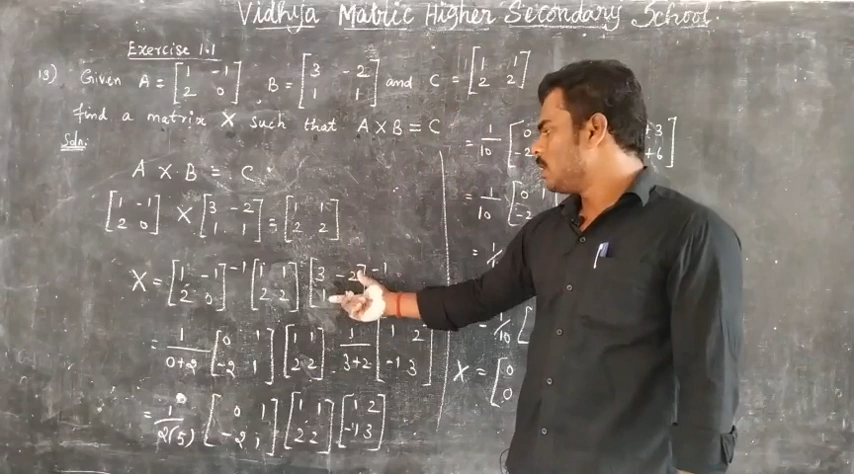 Vidhya Matric Higher Secondary School.
Exercise 1.1
13) Given A = [1 -1; 2 0], B = [3 -2; 1 1] and C = [1 1; 2 2]
find a matrix X such that A X B = C
Soln:
A X B = C
[1 -1; 2 0] X [3 -2; 1 1] = [1 1; 2 2]
X = [1 -1; 2 0]⁻¹ [1 1; 2 2] [3 -2; 1]⁻¹
= 1/(0+2) [0 1; -2 1] [1 1; 2 2] · 1/(3+2) [1 2; -1 3]
= 1/2(5) [0 1; -2 1] [1 1; 2 2] [1 2; -1 3]
= 1/10 [0 +3; -2 +6]
= 1/10 [0; -2
= 1/
= 1/10 [
X = [0; 0